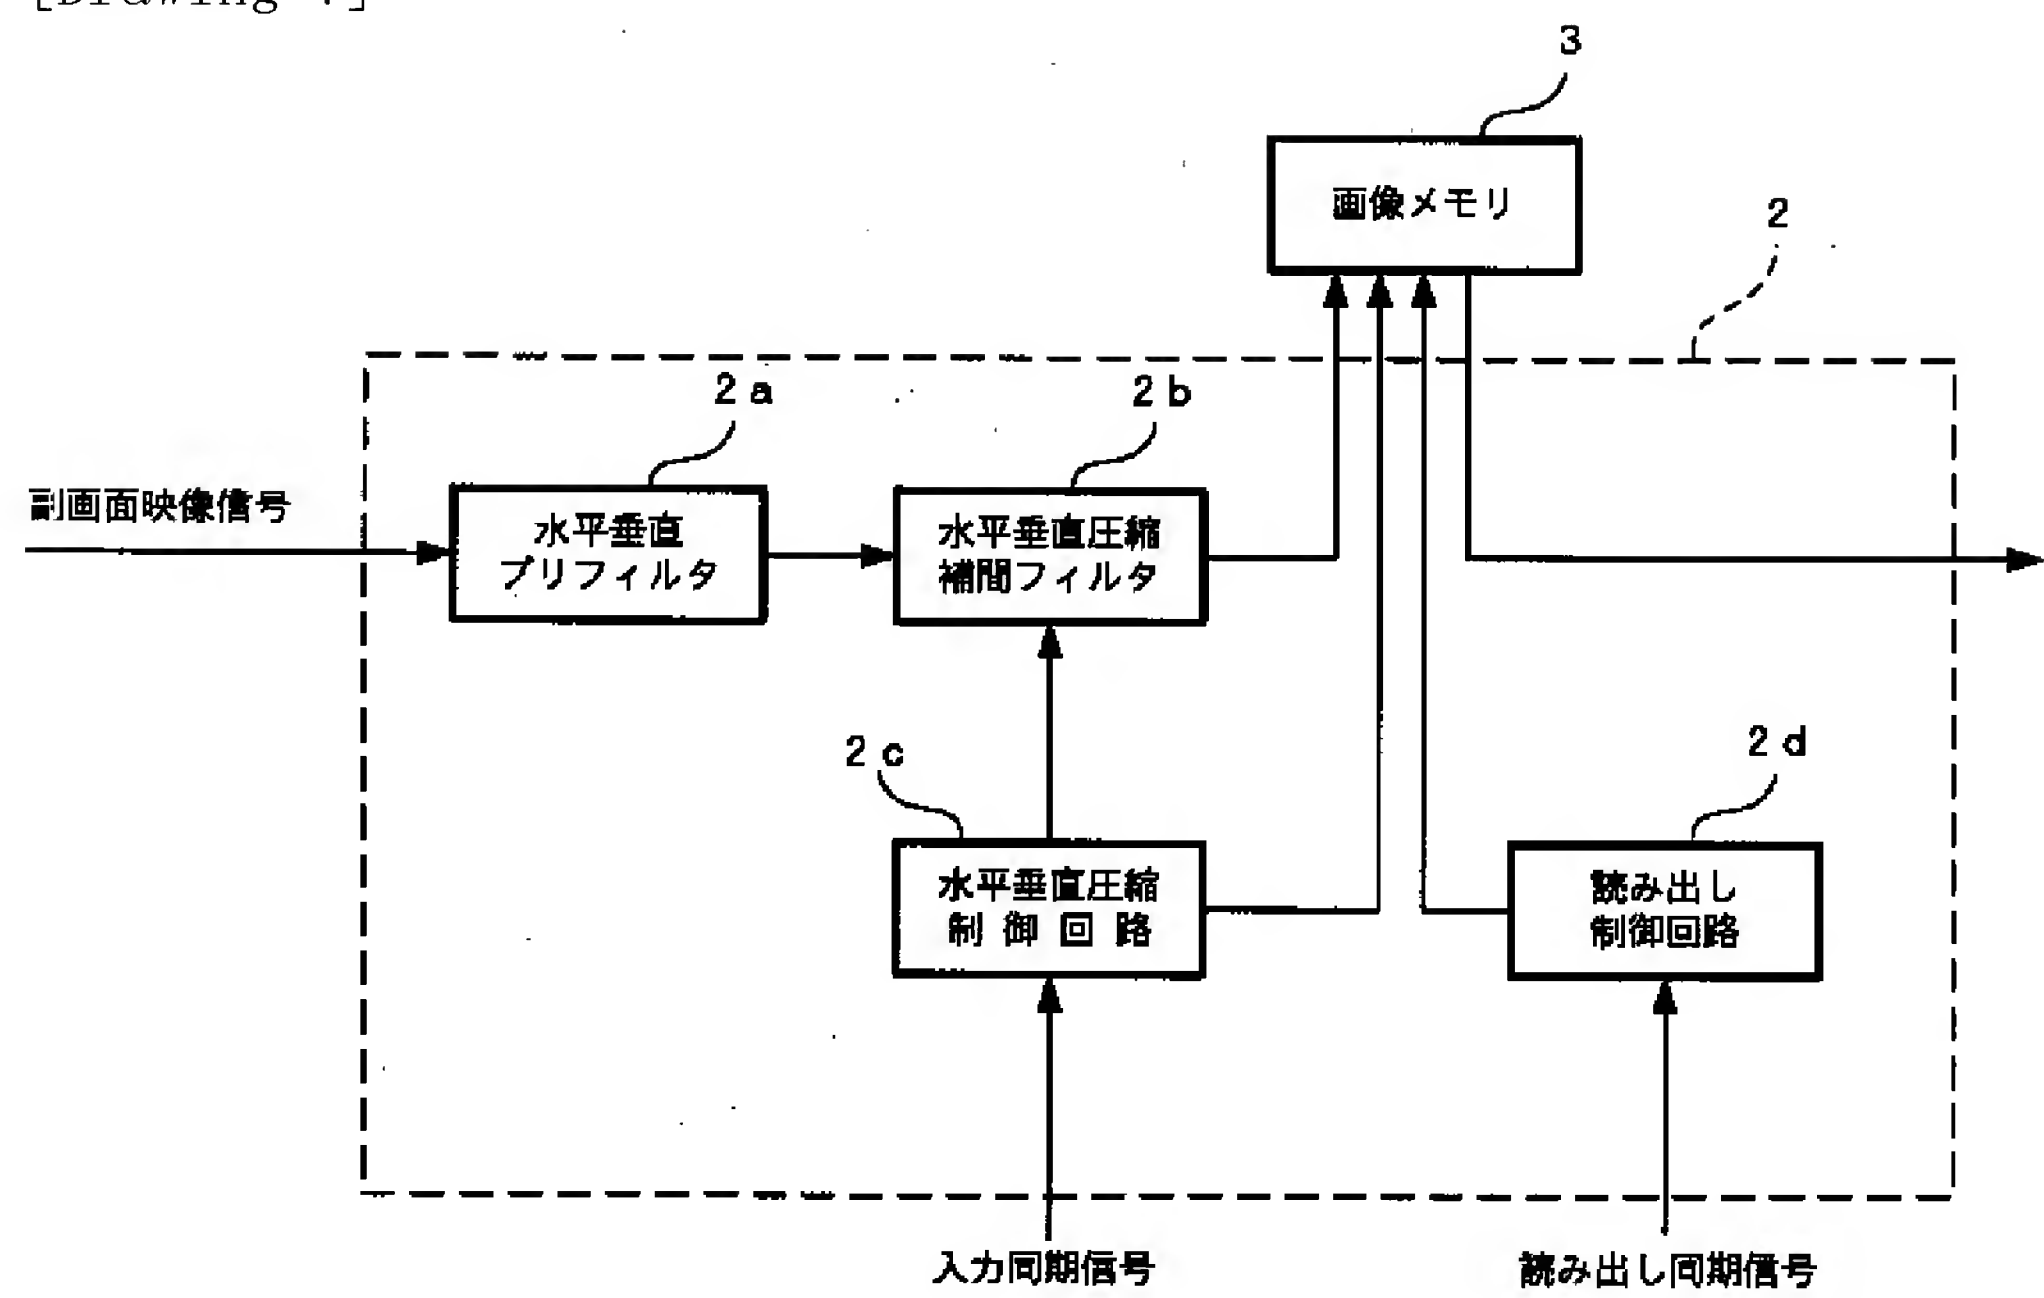 3
画像メモリ
2
2a
2b
副画面映像信号
水平垂直
プリフィルタ
水平垂直圧縮
補間フィルタ
2c
2d
水平垂直圧縮
制御回路
読み出し
制御回路
入力同期信号
読み出し同期信号